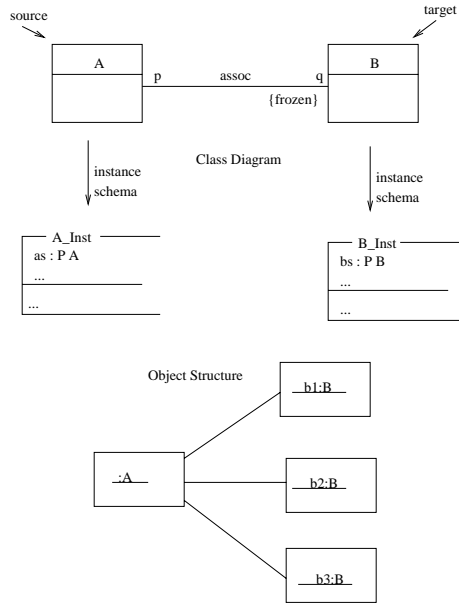 source
target
A
B
p
assoc
q
{frozen}
Class Diagram
instance
schema
instance
schema
A_Inst
as : P A
...
...
B_Inst
bs : P B
...
...
Object Structure
b1:B
:A
b2:B
b3:B